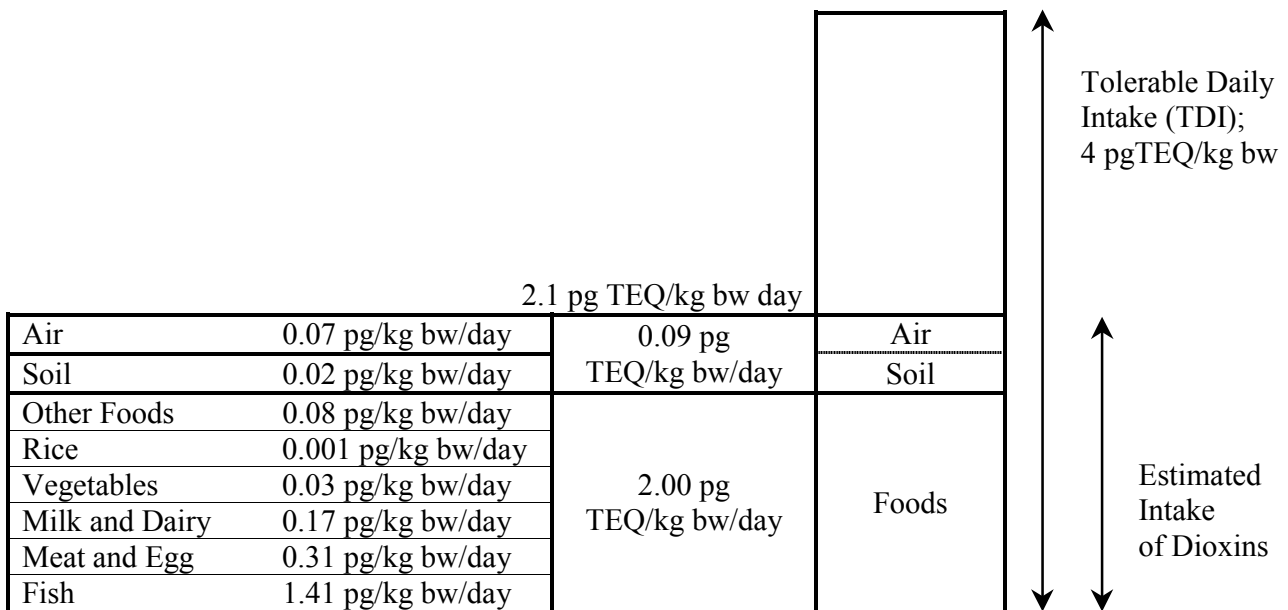 Tolerable Daily
Intake (TDI);
4 pgTEQ/kg bw
2.1 pg TEQ/kg bw day
Air 0.07 pg/kg bw/day
Soil 0.02 pg/kg bw/day
0.09 pg
TEQ/kg bw/day
Air
Soil
Other Foods 0.08 pg/kg bw/day
Rice 0.001 pg/kg bw/day
Vegetables 0.03 pg/kg bw/day
Milk and Dairy 0.17 pg/kg bw/day
Meat and Egg 0.31 pg/kg bw/day
Fish 1.41 pg/kg bw/day
2.00 pg
TEQ/kg bw/day
Foods
Estimated
Intake
of Dioxins